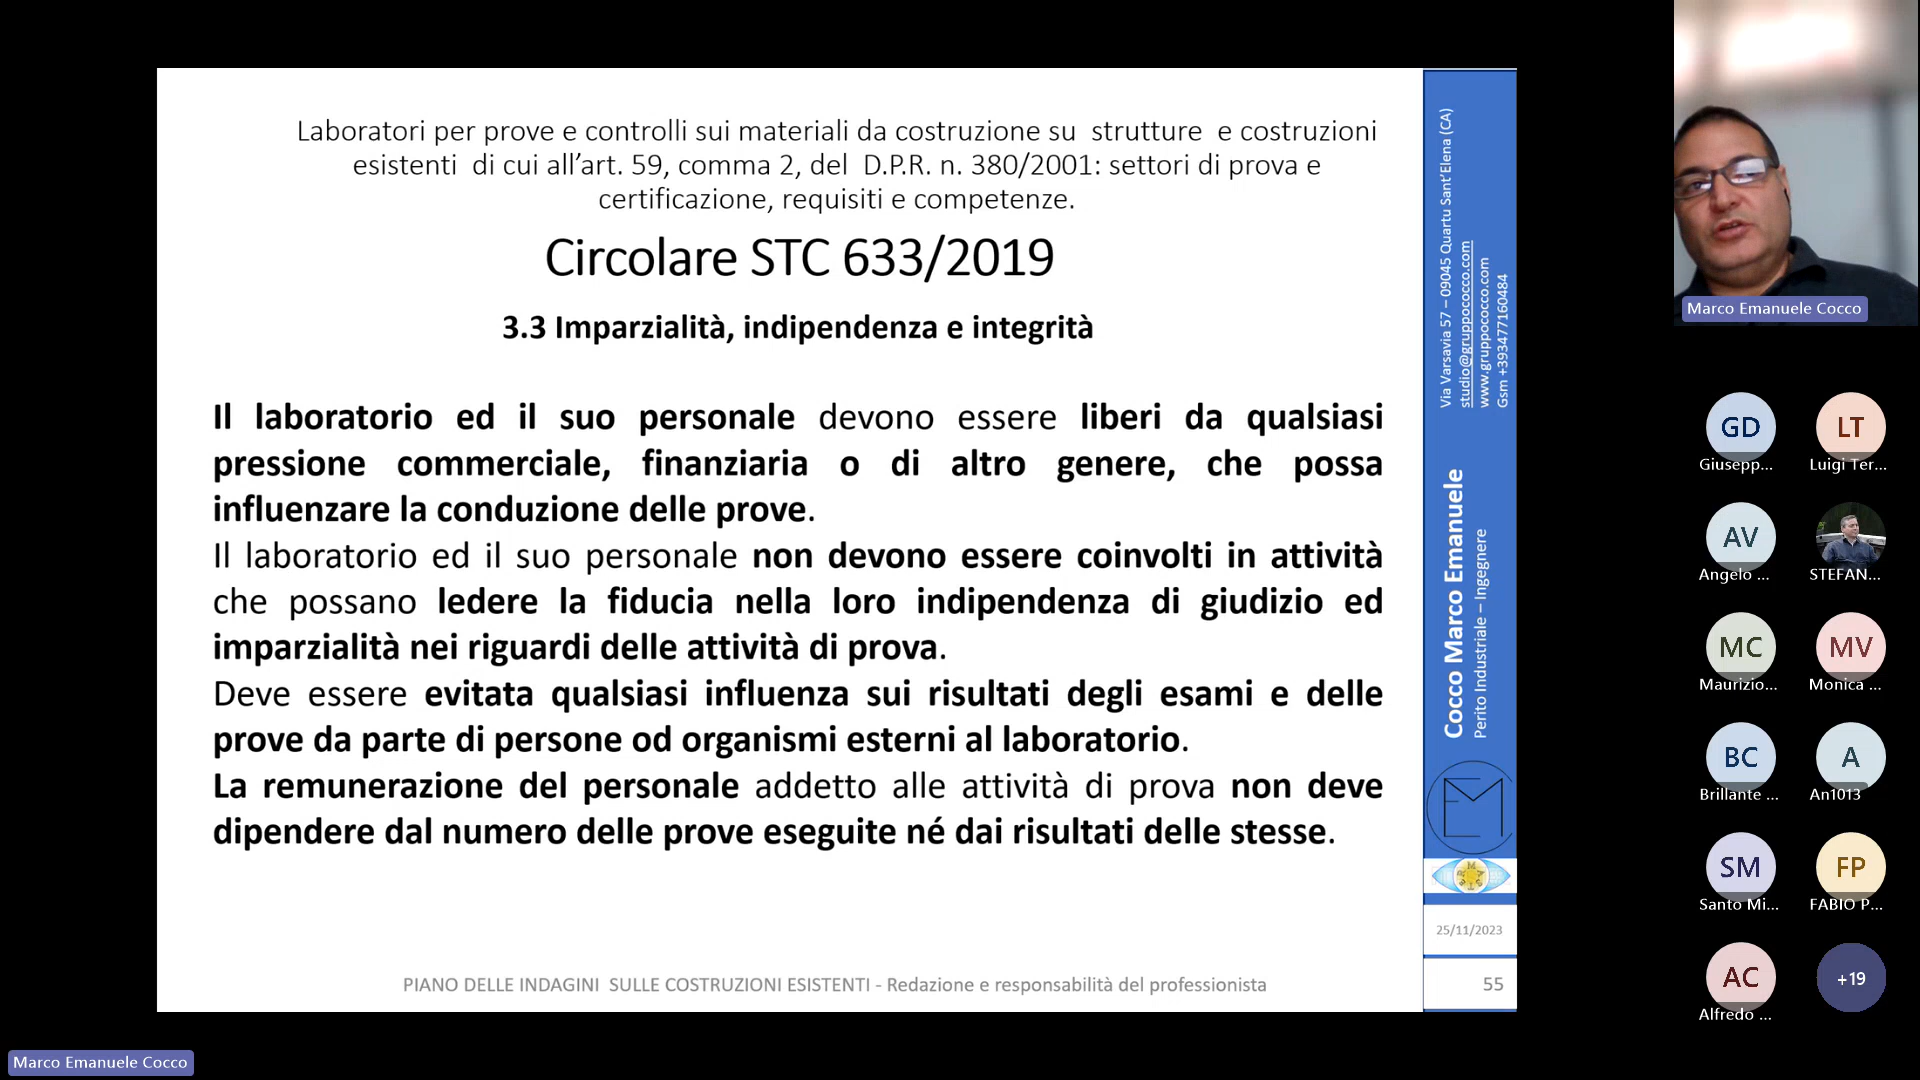 Laboratori per prove e controlli sui materiali da costruzione su strutture e costruzioni
esistenti di cui all’art. 59, comma 2, del D.P.R. n. 380/2001: settori di prova e
certificazione, requisiti e competenze.
Circolare STC 633/2019
3.3 Imparzialità, indipendenza e integrità
Il laboratorio ed il suo personale devono essere liberi da qualsiasi
pressione commerciale, finanziaria o di altro genere, che possa
influenzare la conduzione delle prove.
Il laboratorio ed il suo personale non devono essere coinvolti in attività
che possano ledere la fiducia nella loro indipendenza di giudizio ed
imparzialità nei riguardi delle attività di prova.
Deve essere evitata qualsiasi influenza sui risultati degli esami e delle
prove da parte di persone od organismi esterni al laboratorio.
La remunerazione del personale addetto alle attività di prova non deve
dipendere dal numero delle prove eseguite né dai risultati delle stesse.
PIANO DELLE INDAGINI SULLE COSTRUZIONI ESISTENTI - Redazione e responsabilità del professionista
Via Varsavia 57 – 09045 Quartu Sant’Elena (CA)
studio@gruppococco.com
www.gruppococco.com
Gsm +393477160484
Cocco Marco Emanuele
Perito Industriale – Ingegnere
25/11/2023
55
Marco Emanuele Cocco
GD
Giusepp...
LT
Luigi Ter...
AV
Angelo ...
STEFAN...
MC
Maurizio...
MV
Monica ...
BC
Brillante ...
A
An1013
SM
Santo Mi...
FP
FABIO P...
AC
Alfredo ...
+19
Marco Emanuele Cocco